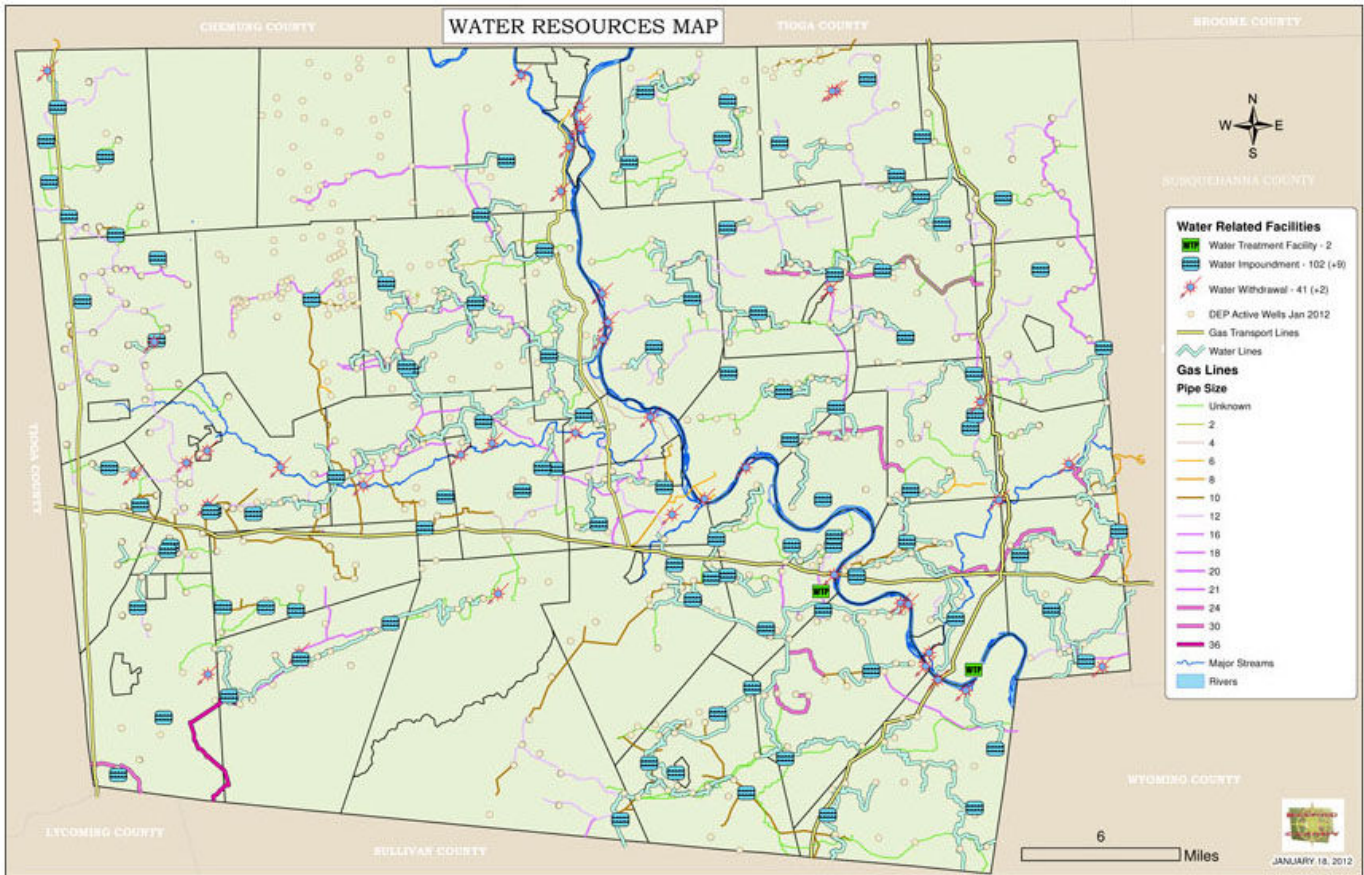 CHEMUNG COUNTY
WATER RESOURCES MAP
TIOGA COUNTY
BROOME COUNTY
N
W E
S
SUSQUEHANNA COUNTY
Water Related Facilities
WTP Water Treatment Facility - 2
Water Impoundment - 102 (+9)
Water Withdrawal - 41 (+2)
DEP Active Wells Jan 2012
Gas Transport Lines
Water Lines
Gas Lines
Pipe Size
Unknown
2
4
6
8
10
12
16
18
20
21
24
30
36
Major Streams
Rivers
TIOGA COUNTY
WTP
WTP
WYOMING COUNTY
LYCOMING COUNTY
SULLIVAN COUNTY
6
Miles
BRADFORD
COUNTY
JANUARY 18, 2012